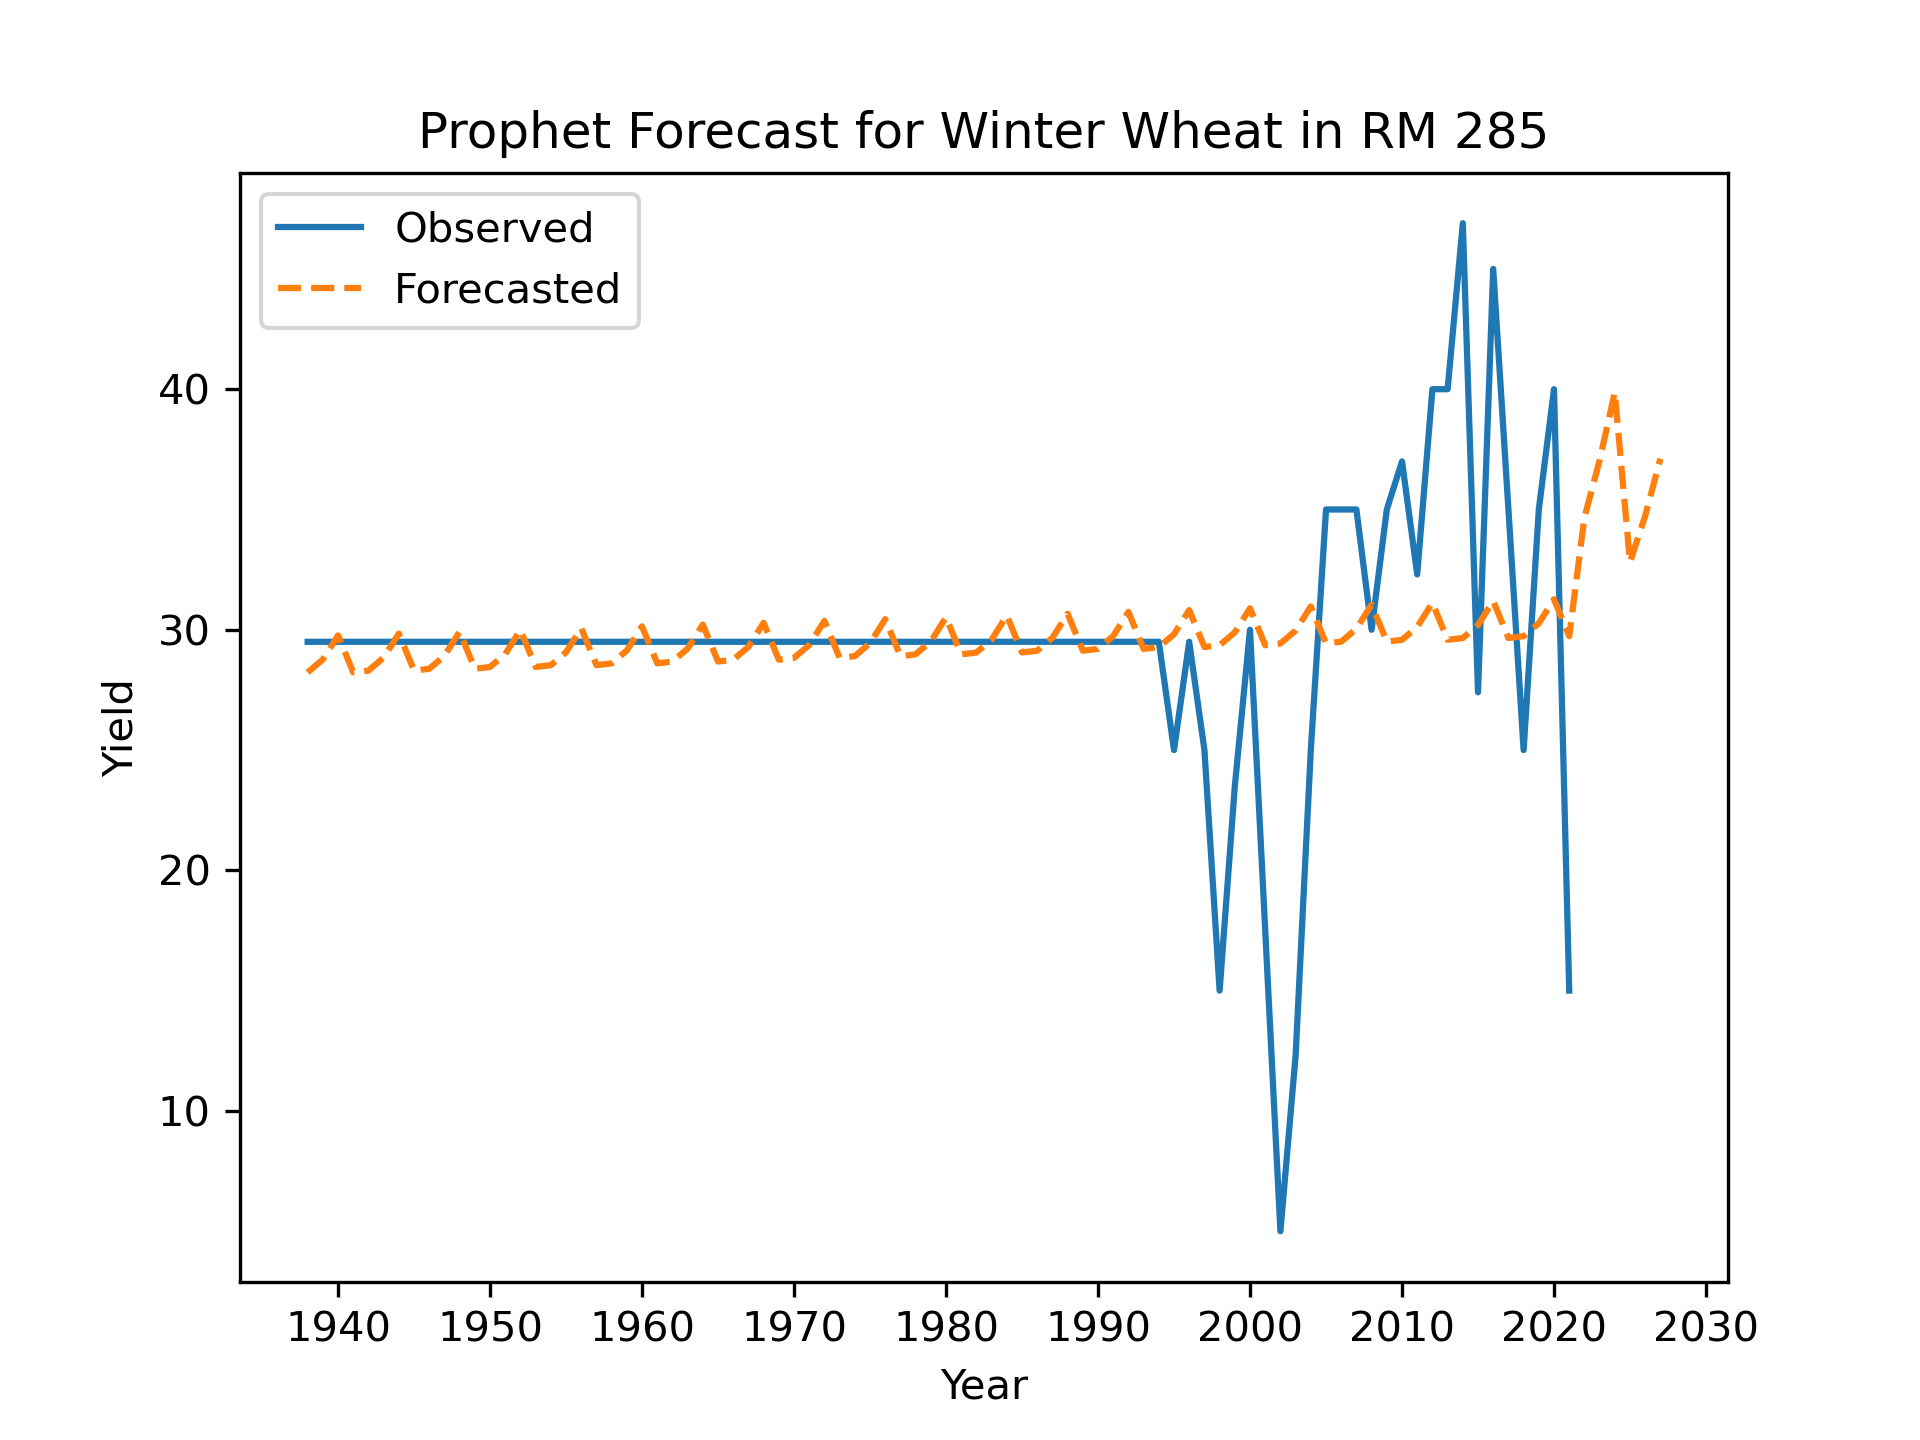 Prophet Forecast for Winter Wheat in RM 285
Observed
Forecasted
40
30
20
10
Yield
1940 1950 1960 1970 1980 1990 2000 2010 2020 2030
Year